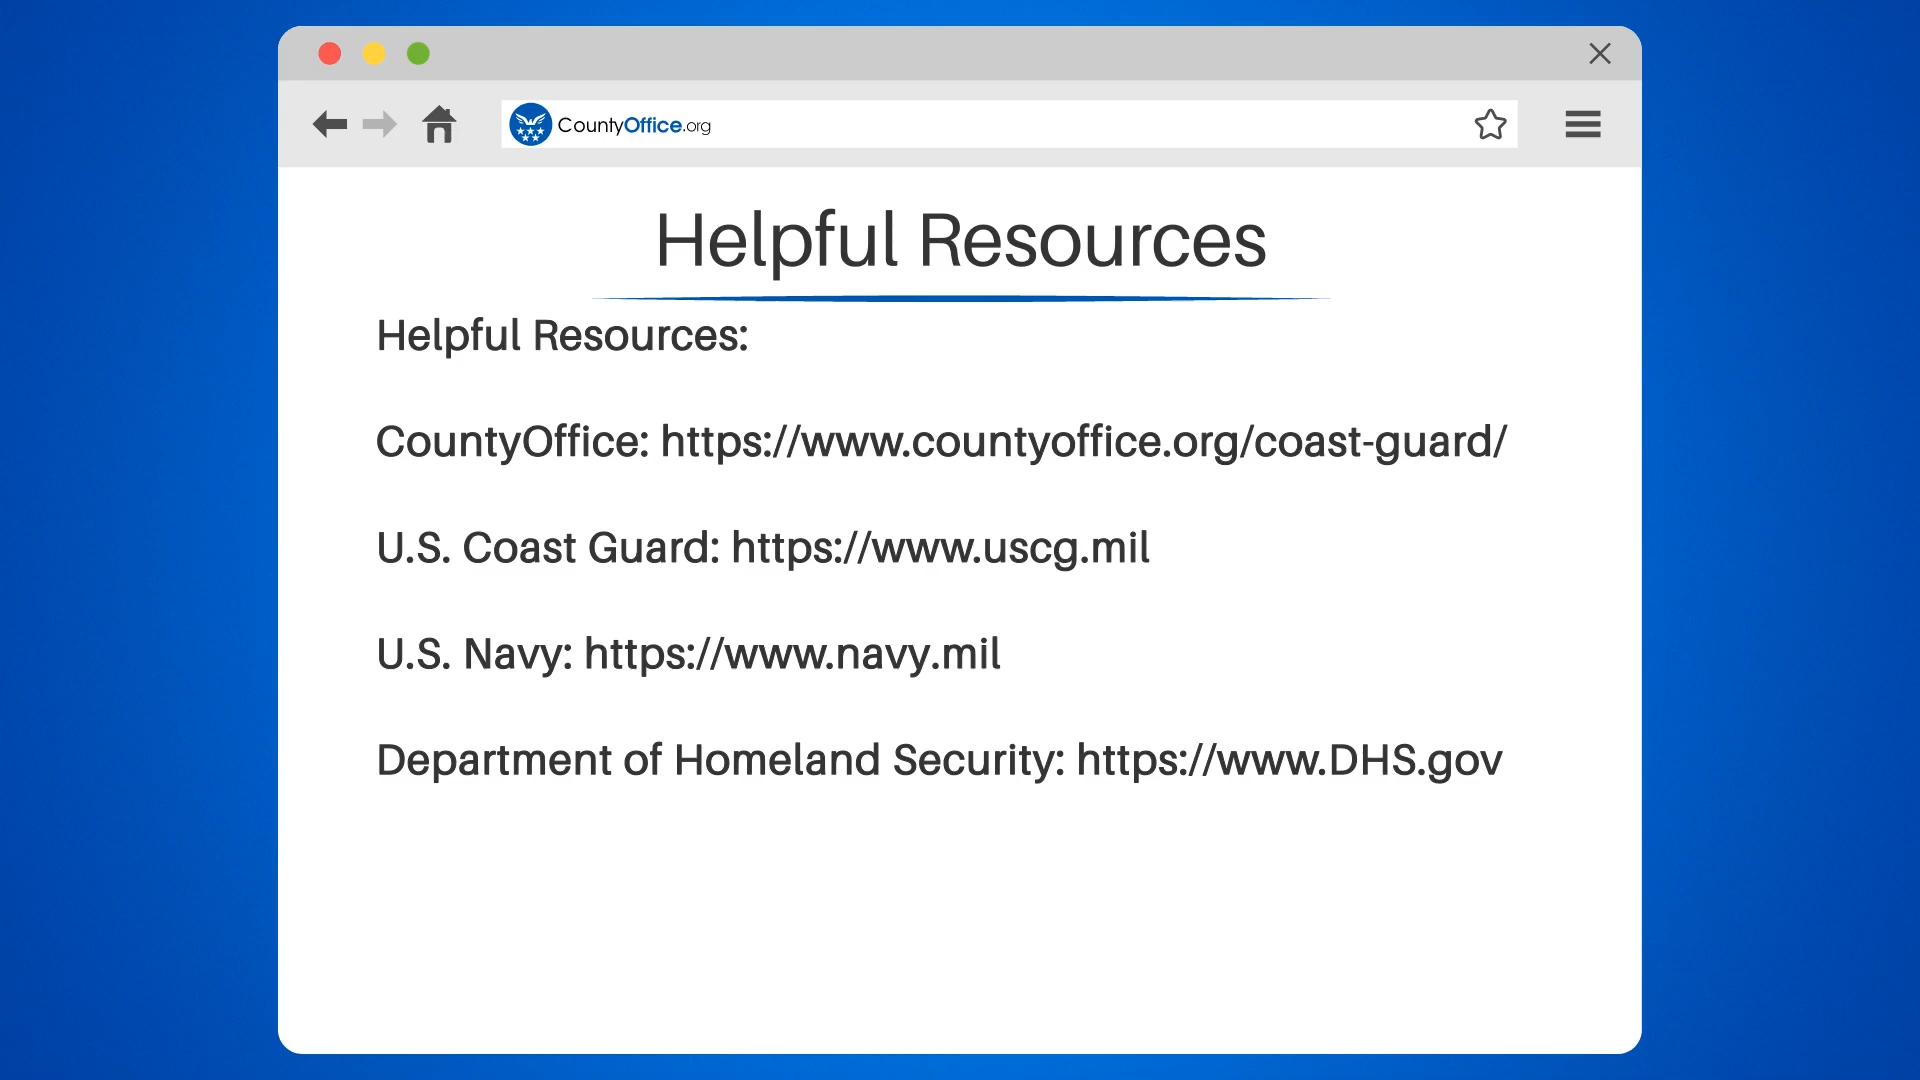 CountyOffice.org
Helpful Resources
Helpful Resources:
CountyOffice: https://www.countyoffice.org/coast-guard/
U.S. Coast Guard: https://www.uscg.mil
U.S. Navy: https://www.navy.mil
Department of Homeland Security: https://www.DHS.gov